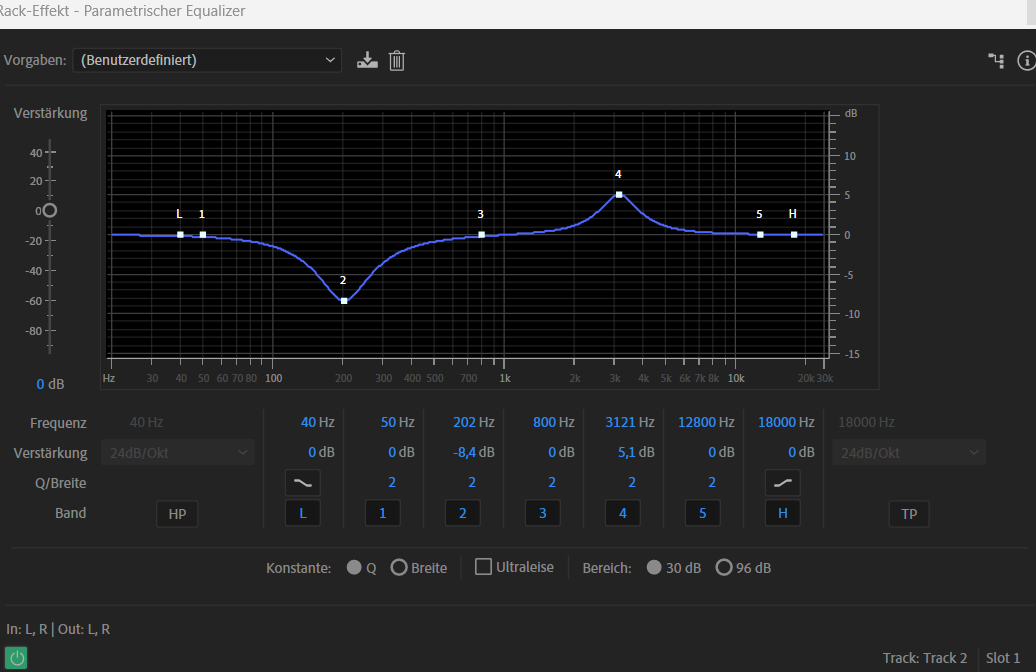 Rack-Effekt - Parametrischer Equalizer
Vorgaben: (Benutzerdefiniert)
Verstärkung
dB
40
20
0
-20
-40
-60
-80
L 1 2 3 4 5 H
10
5
0
-5
-10
-15
Hz 30 40 50 60 70 80 100 200 300 400 500 700 1k 2k 3k 4k 5k 6k 7k 8k 10k 20k 30k
0 dB
Frequenz 40 Hz 40 Hz 50 Hz 202 Hz 800 Hz 3121 Hz 12800 Hz 18000 Hz 18000 Hz
Verstärkung 24dB/Okt 0 dB 0 dB -8,4 dB 0 dB 5,1 dB 0 dB 0 dB 24dB/Okt
Q/Breite 2 2 2 2 2
Band HP L 1 2 3 4 5 H TP
Konstante: Q Breite Ultraleise Bereich: 30 dB 96 dB
In: L, R | Out: L, R
Track: Track 2 Slot 1